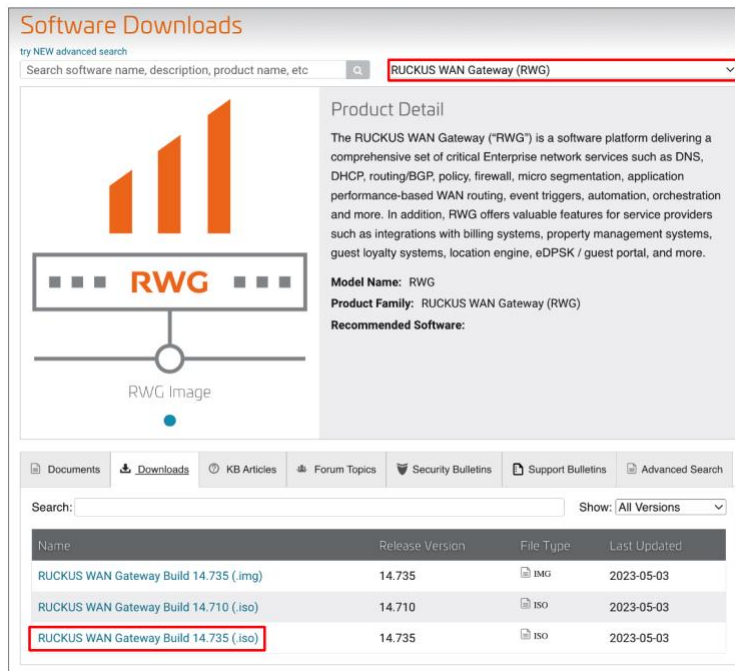 Software Downloads
try NEW advanced search
Search software name, description, product name, etc
RUCKUS WAN Gateway (RWG)
RWG
RWG Image
Product Detail
The RUCKUS WAN Gateway (“RWG”) is a software platform delivering a
comprehensive set of critical Enterprise network services such as DNS,
DHCP, routing/BGP, policy, firewall, micro segmentation, application
performance-based WAN routing, event triggers, automation, orchestration
and more. In addition, RWG offers valuable features for service providers
such as integrations with billing systems, property management systems,
guest loyalty systems, location engine, eDPSK / guest portal, and more.
Model Name: RWG
Product Family: RUCKUS WAN Gateway (RWG)
Recommended Software:
Documents Downloads KB Articles Forum Topics Security Bulletins Support Bulletins Advanced Search
Search: Show: All Versions
Name Release Version File Type Last Updated
RUCKUS WAN Gateway Build 14.735 (.img) 14.735 IMG 2023-05-03
RUCKUS WAN Gateway Build 14.710 (.iso) 14.710 ISO 2023-05-03
RUCKUS WAN Gateway Build 14.735 (.iso) 14.735 ISO 2023-05-03